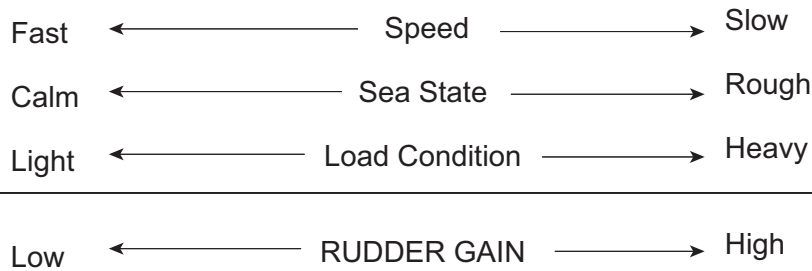 Fast Speed Slow
Calm Sea State Rough
Light Load Condition Heavy
Low RUDDER GAIN High